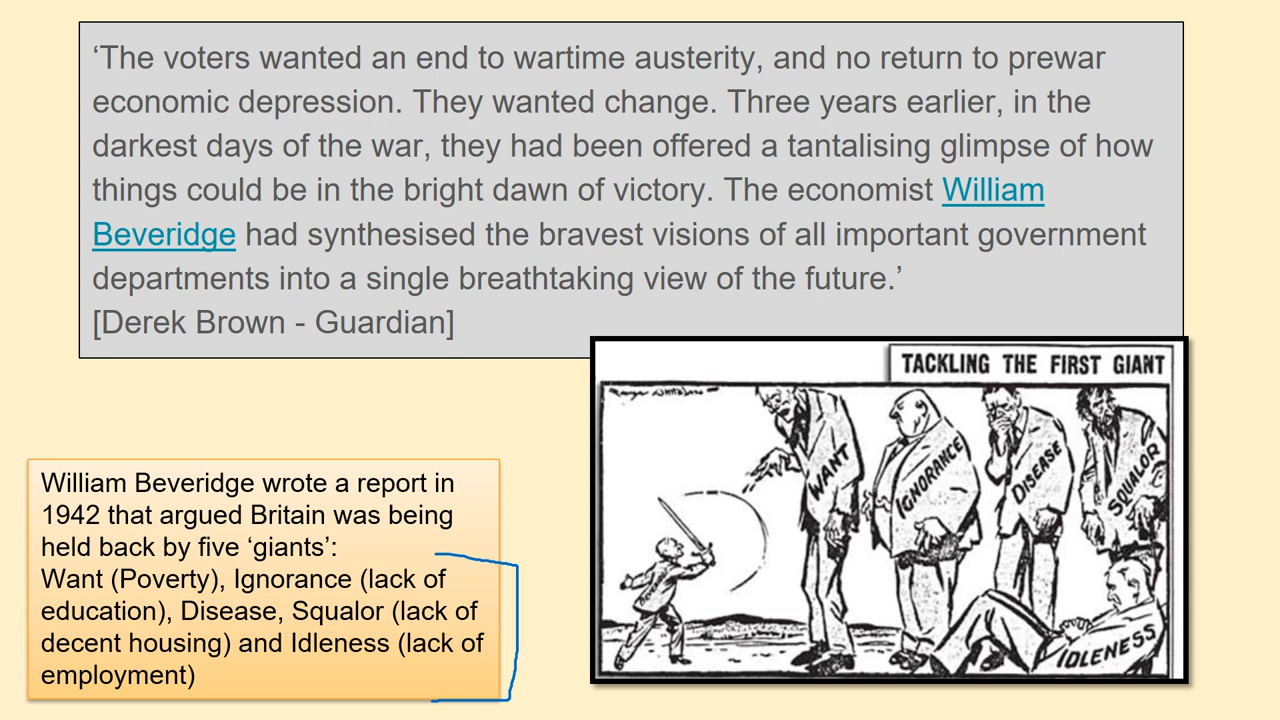 ‘The voters wanted an end to wartime austerity, and no return to prewar
economic depression. They wanted change. Three years earlier, in the
darkest days of the war, they had been offered a tantalising glimpse of how
things could be in the bright dawn of victory. The economist William
Beveridge had synthesised the bravest visions of all important government
departments into a single breathtaking view of the future.’
[Derek Brown - Guardian]
TACKLING THE FIRST GIANT
WANT
IGNORANCE
DISEASE
SQUALOR
IDLENESS
William Beveridge wrote a report in
1942 that argued Britain was being
held back by five ‘giants’:
Want (Poverty), Ignorance (lack of
education), Disease, Squalor (lack of
decent housing) and Idleness (lack of
employment)